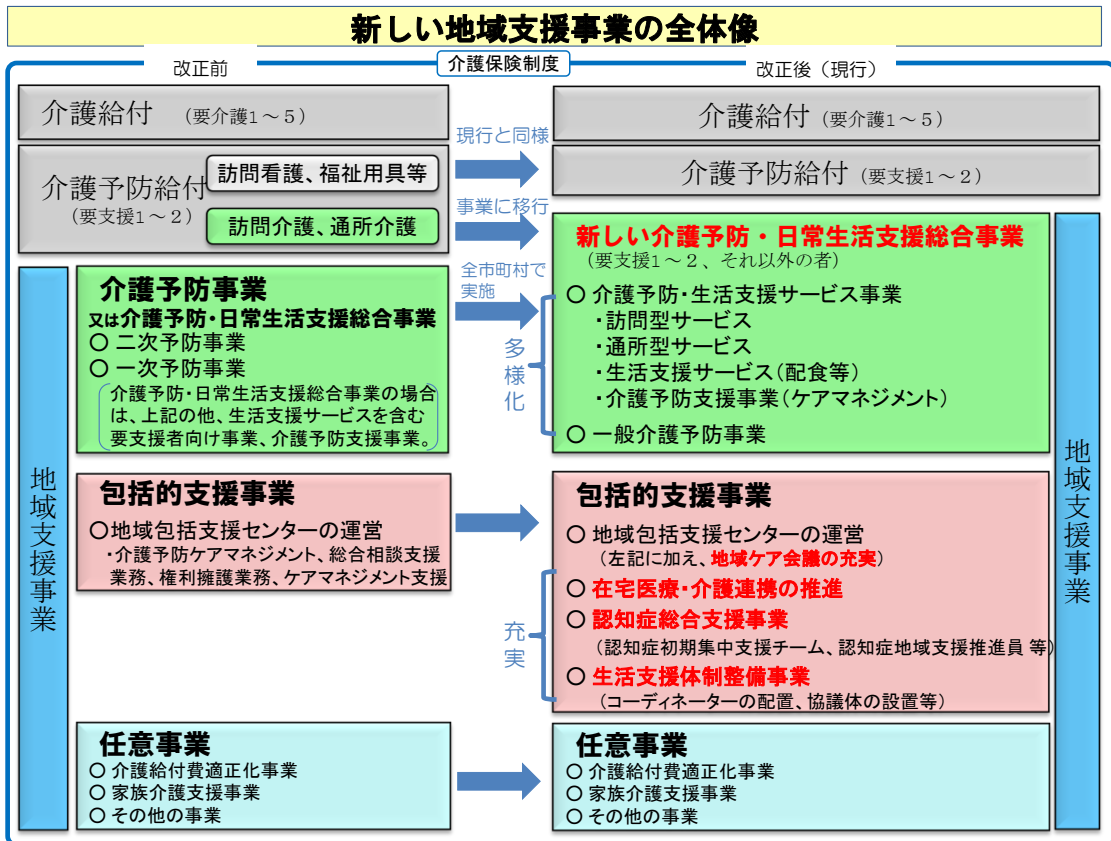 新しい地域支援事業の全体像
介護保険制度
改正前
介護給付 (要介護1~5)
介護予防給付
(要支援1~2)
訪問看護、福祉用具等
訪問介護、通所介護
地域支援事業
介護予防事業
又は介護予防・日常生活支援総合事業
○ 二次予防事業
○ 一次予防事業
介護予防・日常生活支援総合事業の場合
は、上記の他、生活支援サービスを含む
要支援者向け事業、介護予防支援事業。
包括的支援事業
○地域包括支援センターの運営
・介護予防ケアマネジメント、総合相談支援
業務、権利擁護業務、ケアマネジメント支援
任意事業
○ 介護給付費適正化事業
○ 家族介護支援事業
○ その他の事業
現行と同様
事業に移行
全市町村で
実施
多様化
充実
改正後(現行)
介護給付 (要介護1~5)
介護予防給付 (要支援1~2)
新しい介護予防・日常生活支援総合事業
(要支援1~2、それ以外の者)
○ 介護予防・生活支援サービス事業
・訪問型サービス
・通所型サービス
・生活支援サービス(配食等)
・介護予防支援事業(ケアマネジメント)
○ 一般介護予防事業
包括的支援事業
○ 地域包括支援センターの運営
(左記に加え、地域ケア会議の充実)
○ 在宅医療・介護連携の推進
○ 認知症総合支援事業
(認知症初期集中支援チーム、認知症地域支援推進員 等)
○ 生活支援体制整備事業
(コーディネーターの配置、協議体の設置等)
任意事業
○ 介護給付費適正化事業
○ 家族介護支援事業
○ その他の事業
地域支援事業